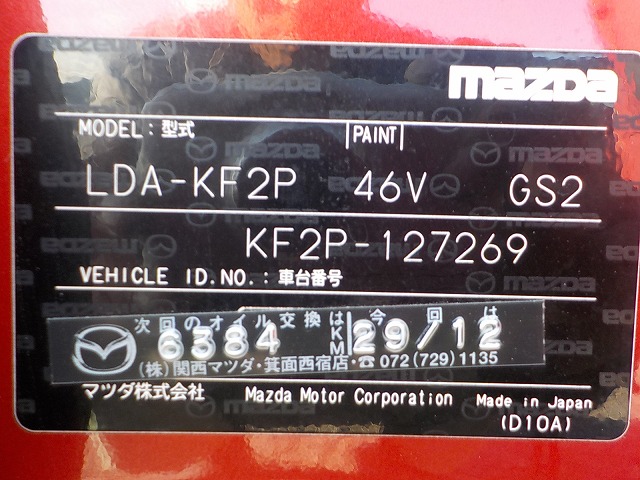 mazda
MODEL : 型式 PAINT
LDA-KF2P 46V GS2
KF2P-127269
VEHICLE ID.NO. : 車台番号
次回のオイル交換は 今回は
6384 KM 29/12
(株)関西マツダ・箕面西宿店・☎072(729)1135
マツダ株式会社 Mazda Motor Corporation Made in Japan
(D10A)